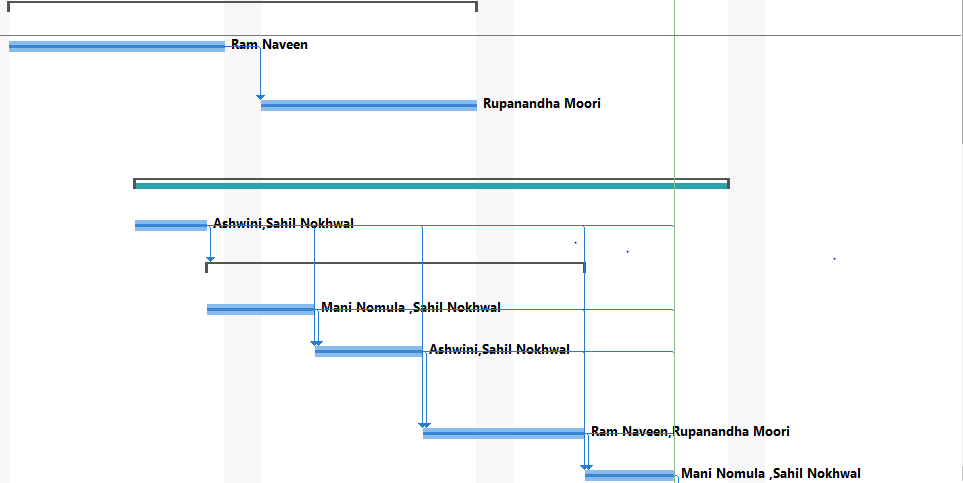 Ram Naveen
Rupanandha Moori
Ashwini,Sahil Nokhwal
Mani Nomula ,Sahil Nokhwal
Ashwini,Sahil Nokhwal
Ram Naveen,Rupanandha Moori
Mani Nomula ,Sahil Nokhwal